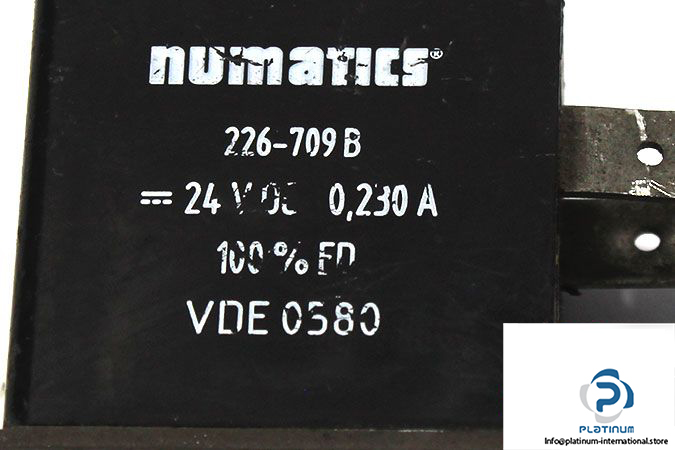 numatics®
226-709 B
⎓ 24 V DC 0,230 A
100 % ED
VDE 0580
PLATINUM
Info@platinum-international.store